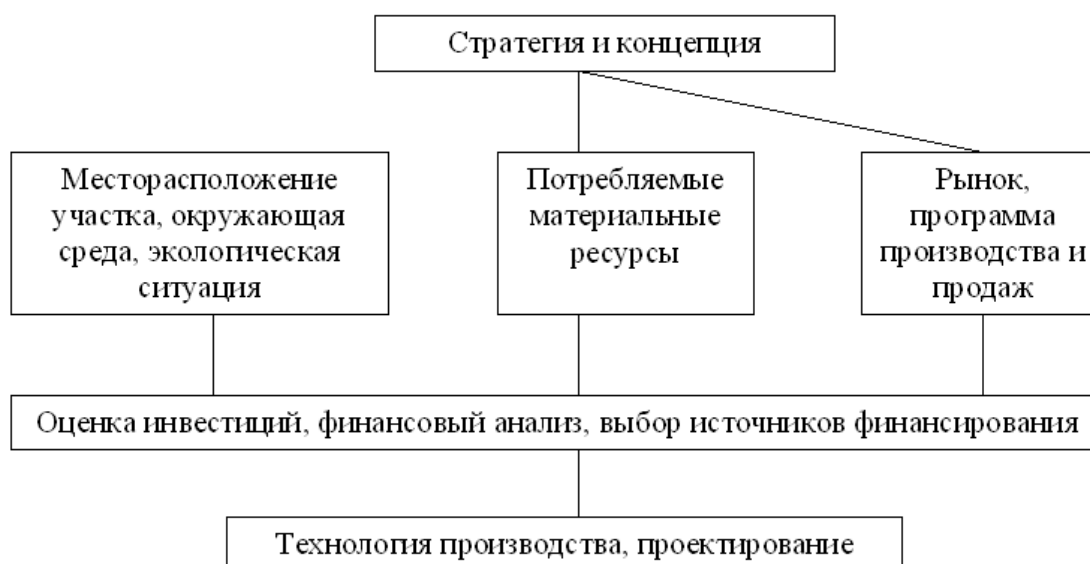 Стратегия и концепция
Месторасположение
участка, окружающая
среда, экологическая
ситуация
Потребляемые
материальные
ресурсы
Рынок,
программа
производства и
продаж
Оценка инвестиций, финансовый анализ, выбор источников финансирования
Технология производства, проектирование